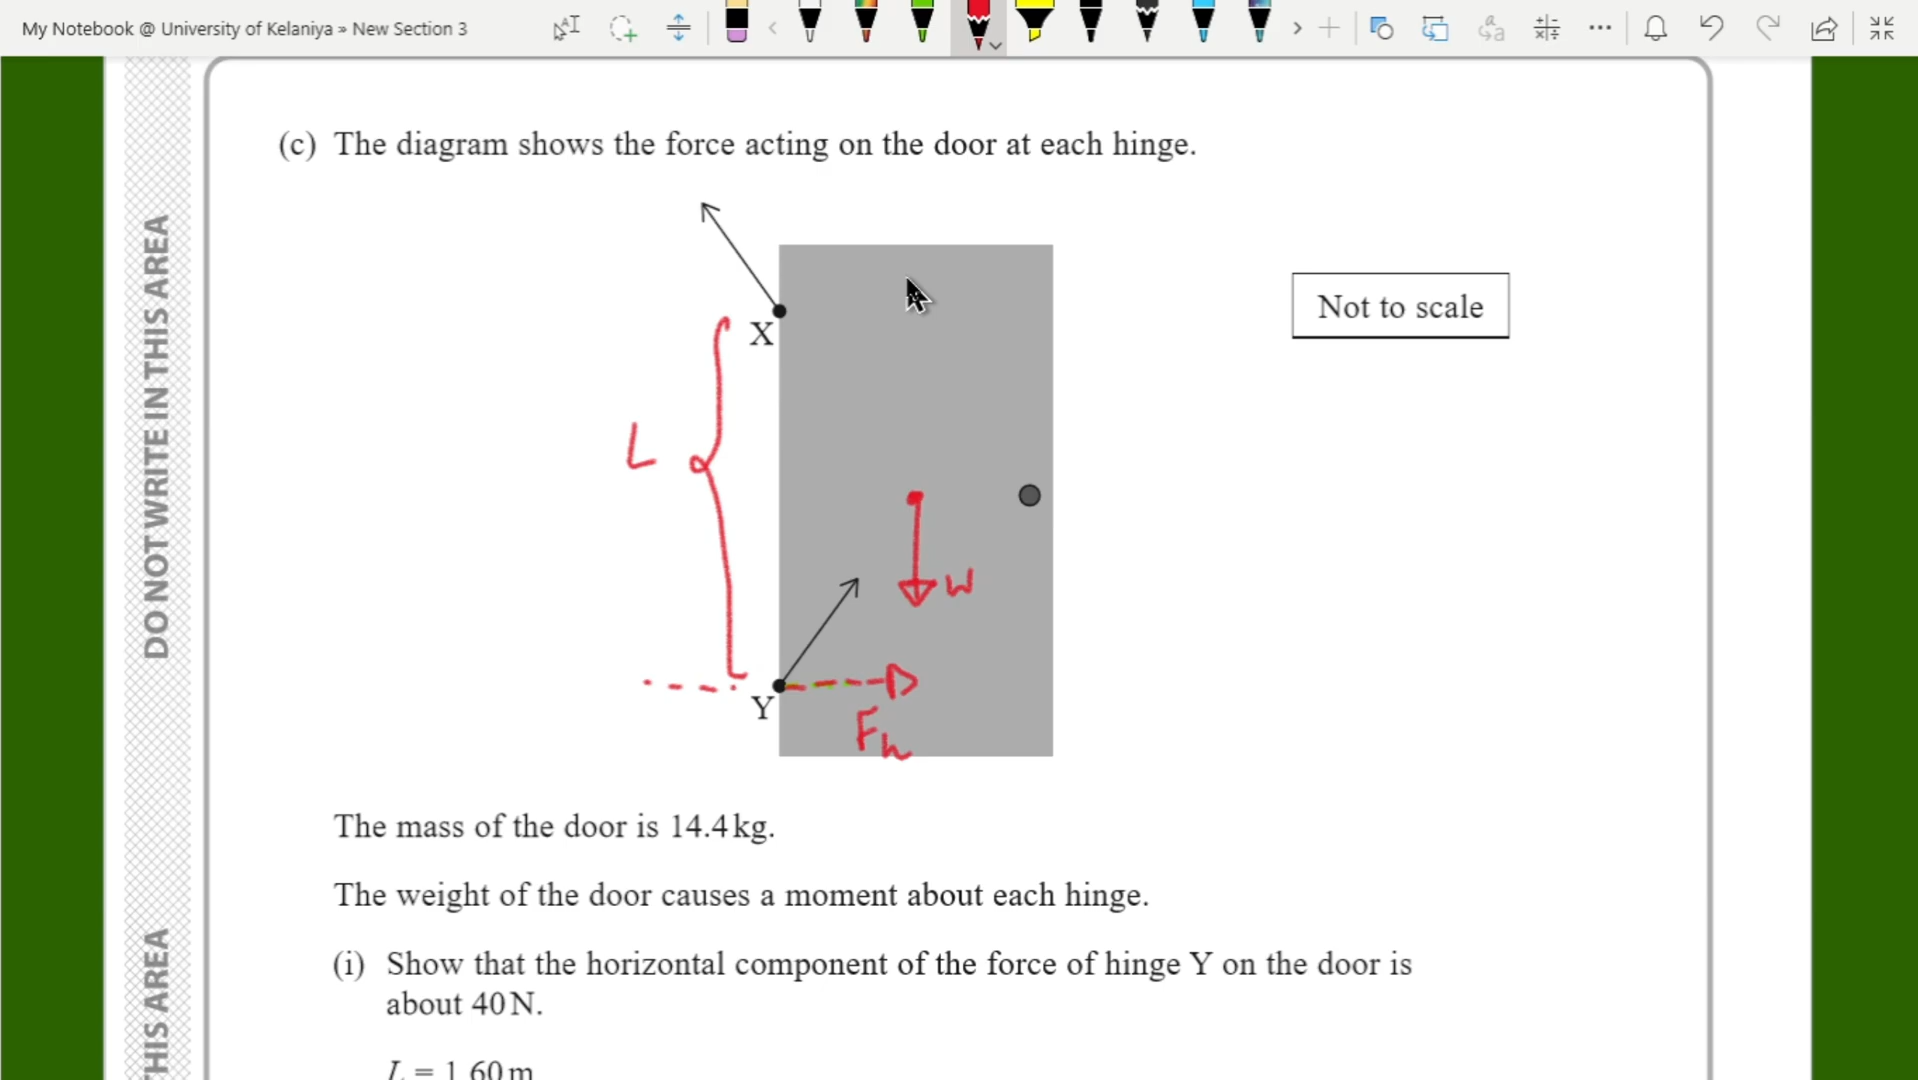 My Notebook @ University of Kelaniya » New Section 3
DO NOT WRITE IN THIS AREA
(c) The diagram shows the force acting on the door at each hinge.
X
Not to scale
L
W
Y
Fh
The mass of the door is 14.4 kg.
The weight of the door causes a moment about each hinge.
(i) Show that the horizontal component of the force of hinge Y on the door is
about 40 N.
L = 1.60 m
THIS AREA